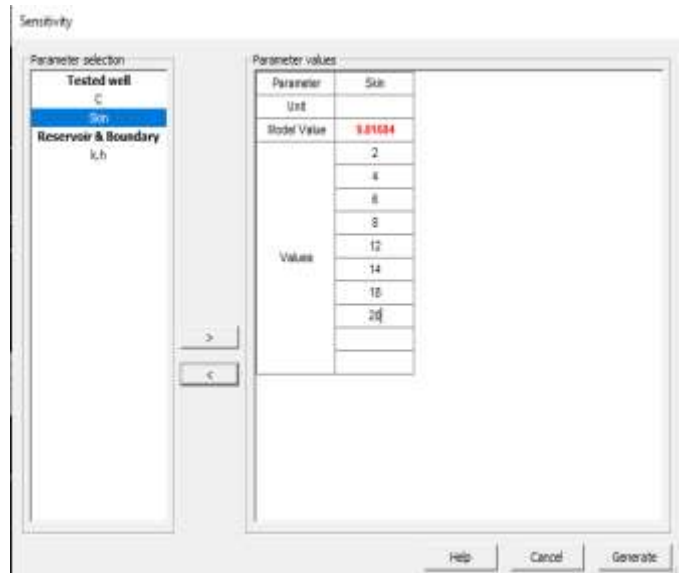 Sensitivity
Parameter selection
Tested well
C
Skin
Reservoir & Boundary
k.h
>
<
Parameter values
Parameter Skin
Unit
Model Value
Values
2
4
6
8
12
14
20
Help Cancel Generate